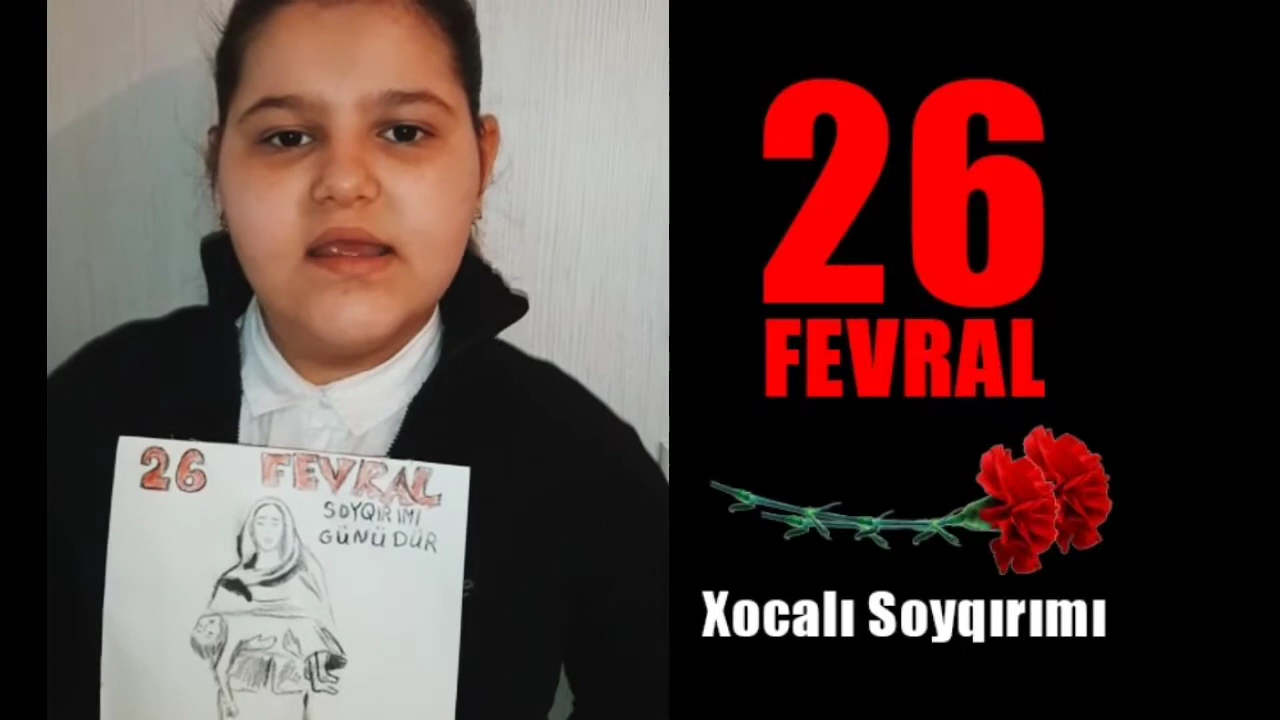 26 FEVRAL
SOYQIRIMI
GÜNÜDÜR
26
FEVRAL
Xocalı Soyqırımı